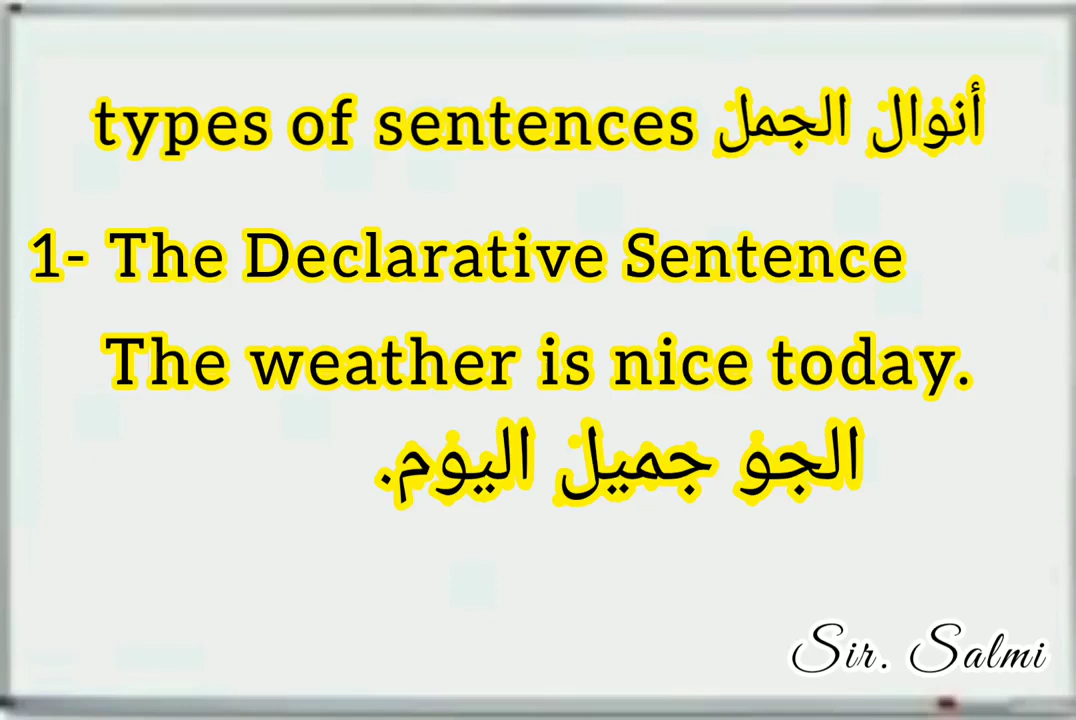 types of sentences أنوال الجمل
1- The Declarative Sentence
The weather is nice today.
الجو جميل اليوم.
Sir. Salmi